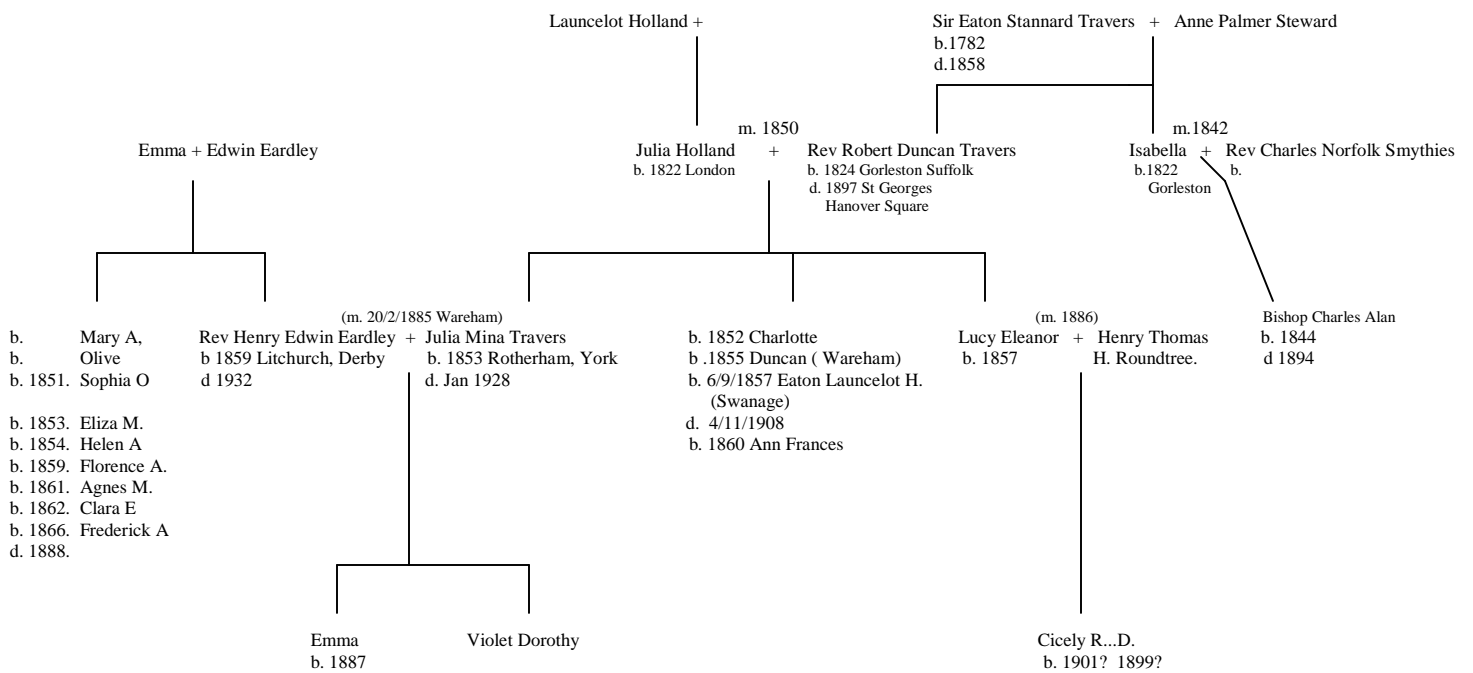 Launcelot Holland +
Sir Eaton Stannard Travers + Anne Palmer Steward
b.1782
d.1858
m. 1850
m.1842
Emma + Edwin Eardley
Julia Holland + Rev Robert Duncan Travers
b. 1822 London
b. 1824 Gorleston Suffolk
d. 1897 St Georges
Hanover Square
Isabella + Rev Charles Norfolk Smythies
b.1822 b.
Gorleston
b. Mary A,
b. Olive
b. 1851. Sophia O
b. 1853. Eliza M.
b. 1854. Helen A
b. 1859. Florence A.
b. 1861. Agnes M.
b. 1862. Clara E
b. 1866. Frederick A
d. 1888.
(m. 20/2/1885 Wareham)
Rev Henry Edwin Eardley + Julia Mina Travers
b 1859 Litchurch, Derby b. 1853 Rotherham, York
d 1932 d. Jan 1928
b. 1852 Charlotte
b .1855 Duncan ( Wareham)
b. 6/9/1857 Eaton Launcelot H.
(Swanage)
d. 4/11/1908
b. 1860 Ann Frances
(m. 1886)
Lucy Eleanor + Henry Thomas
b. 1857 H. Roundtree.
Bishop Charles Alan
b. 1844
d 1894
Emma
b. 1887
Violet Dorothy
Cicely R...D.
b. 1901? 1899?